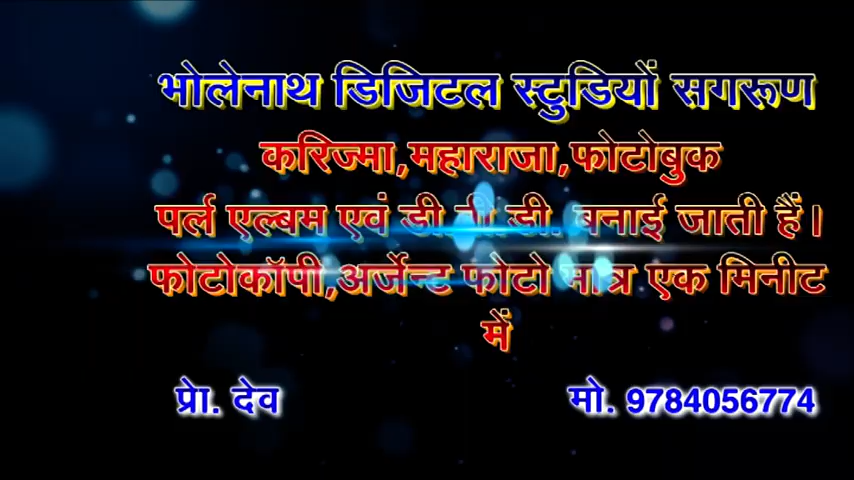 भोलेनाथ डिजिटल स्टुडियों सगरूण
करिज्मा,महाराजा,फोटोबुक
पर्ल एल्बम एवं डी.वी.डी. बनाई जाती हैं।
फोटोकॉपी,अर्जेन्ट फोटो मात्र एक मिनीट
में
प्रेा. देव
मो. 9784056774